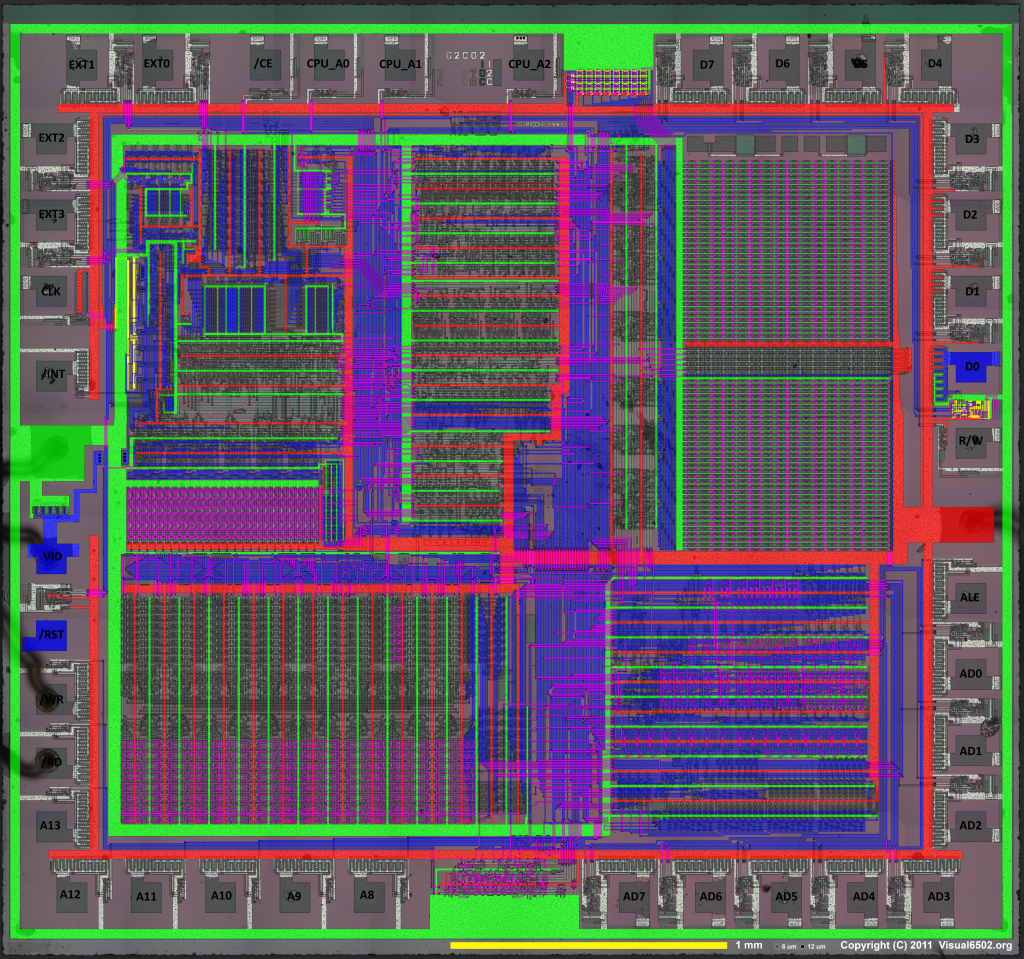 G2C02
EXT1 EXT0 /CE CPU_A0 CPU_A1 CPU_A2 D7 D6 D5 D4
EXT2 D3
EXT3 D2
CLK D1
/INT D0
R/W
VID
ALE
/RST
/WR AD0
/RD AD1
A13 AD2
A12 A11 A10 A9 A8 AD7 AD6 AD5 AD4 AD3
1 mm 6 um 12 um Copyright (C) 2011 Visual6502.org